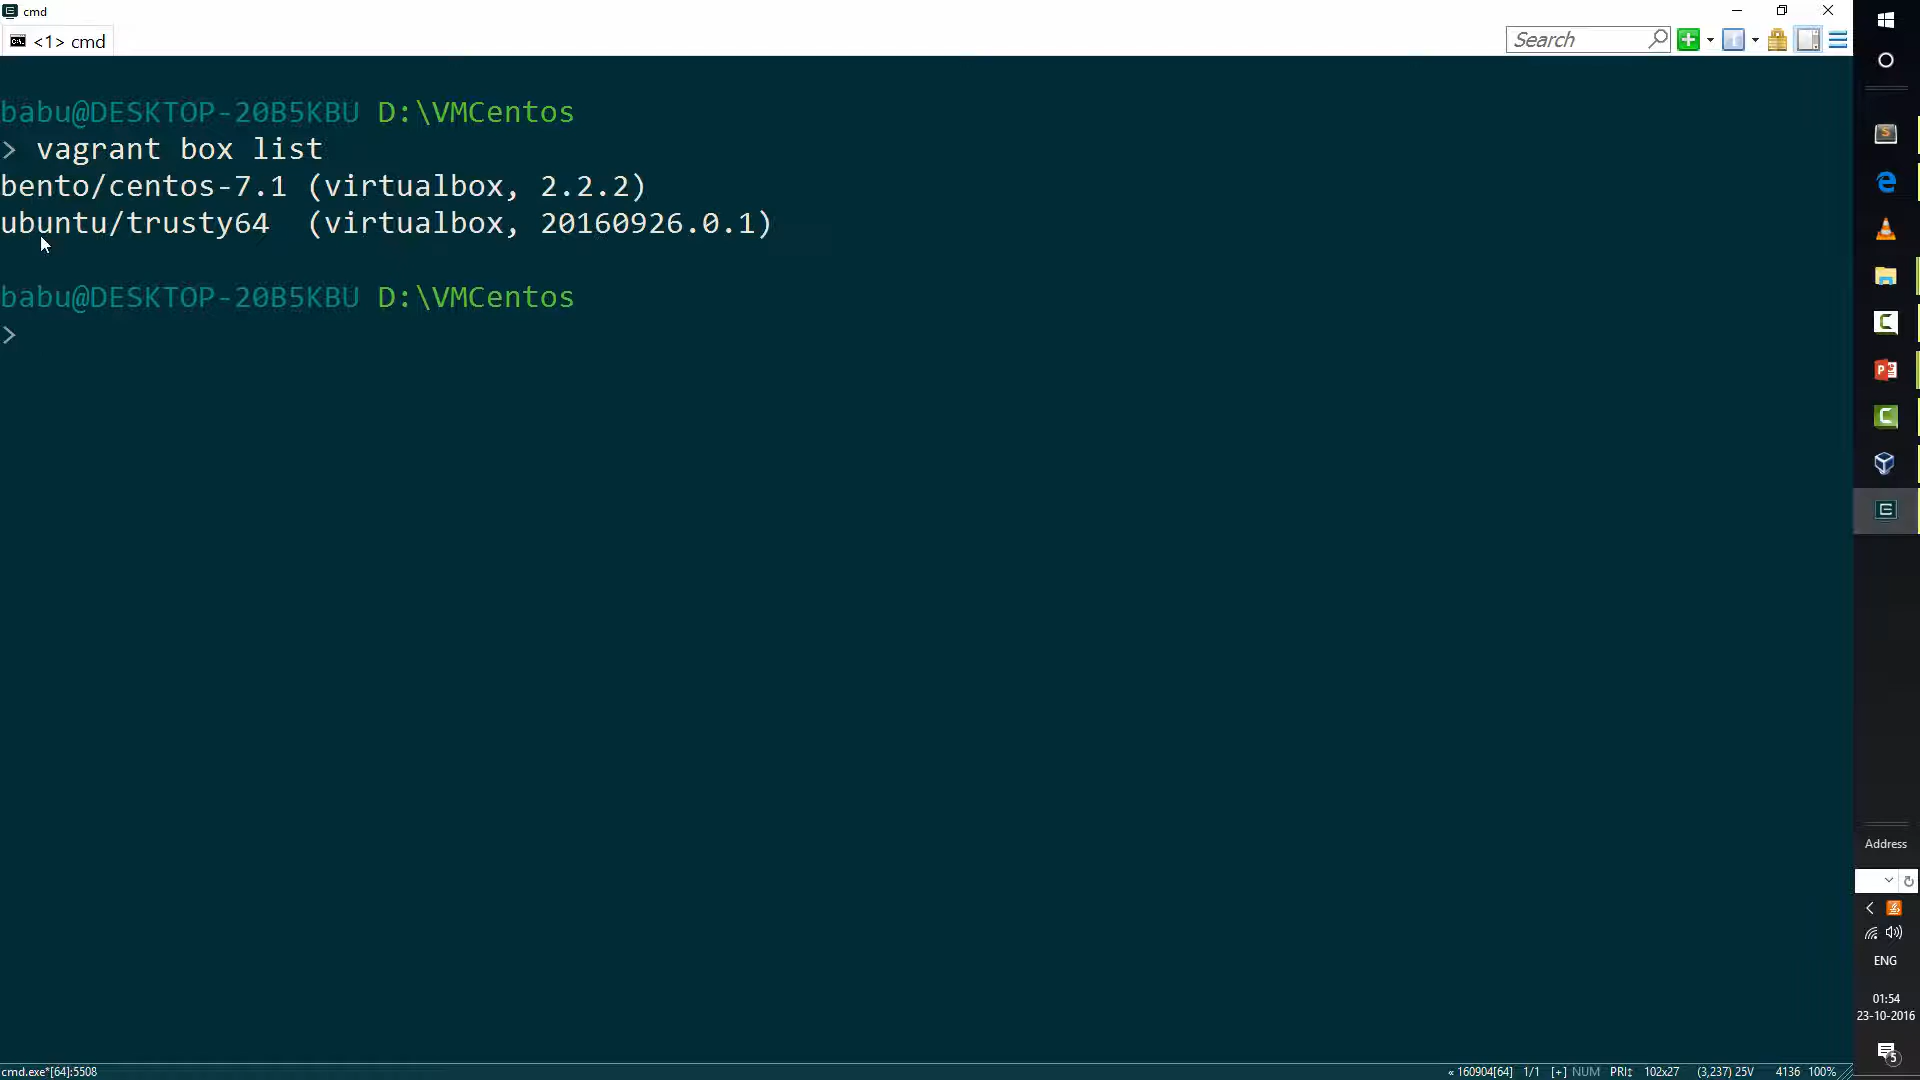 cmd
<1> cmd
Search
babu@DESKTOP-20B5KBU D:\VMCentos
> vagrant box list
bento/centos-7.1 (virtualbox, 2.2.2)
ubuntu/trusty64  (virtualbox, 20160926.0.1)
babu@DESKTOP-20B5KBU D:\VMCentos
>
Address
ENG
01:54
23-10-2016
5
cmd.exe*[64]:5508
« 160904[64] 1/1 [+] NUM PRI↕ 102x27 (3,237) 25V 4136 100%